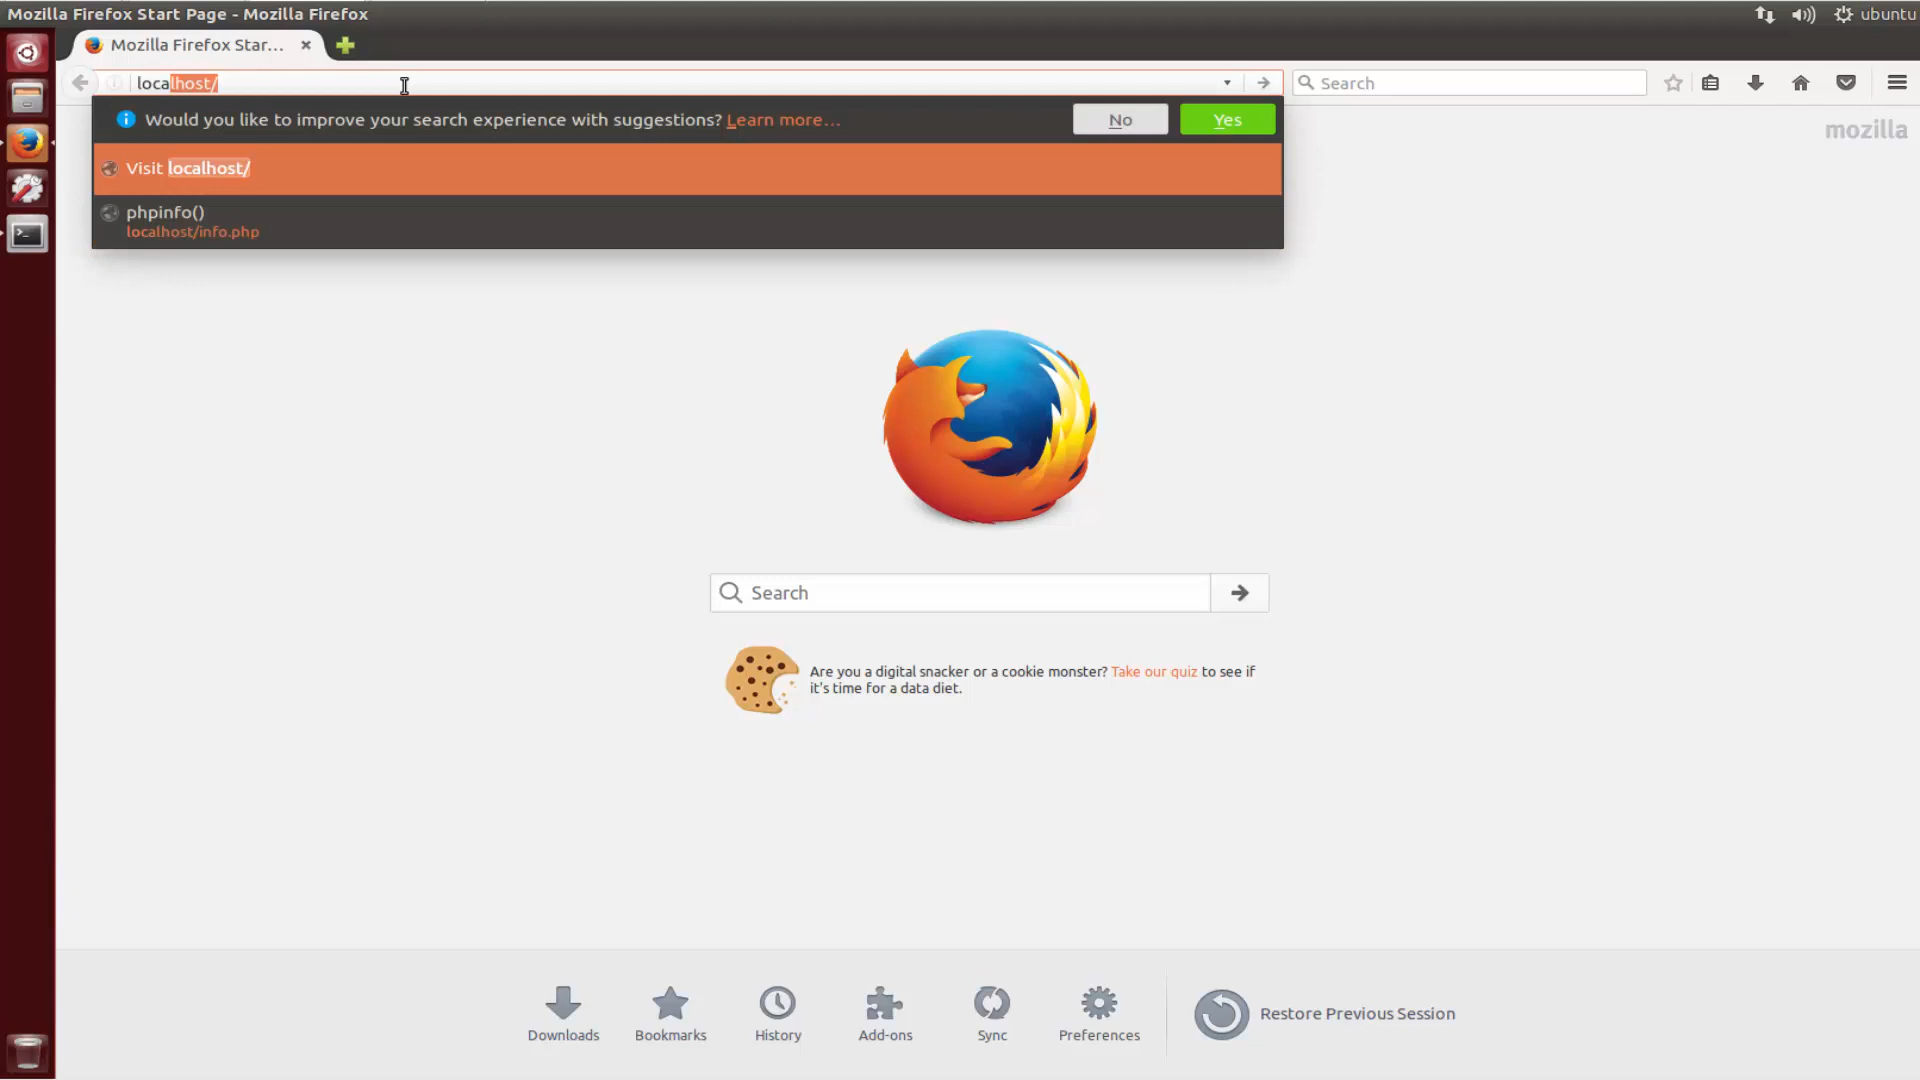 Mozilla Firefox Start Page - Mozilla Firefox
ubuntu
Mozilla Firefox Star...
localhost/
Search
Would you like to improve your search experience with suggestions? Learn more...
No
Yes
Visit localhost/
phpinfo()
localhost/info.php
mozilla
Search
Are you a digital snacker or a cookie monster? Take our quiz to see if
it's time for a data diet.
Downloads
Bookmarks
History
Add-ons
Sync
Preferences
Restore Previous Session